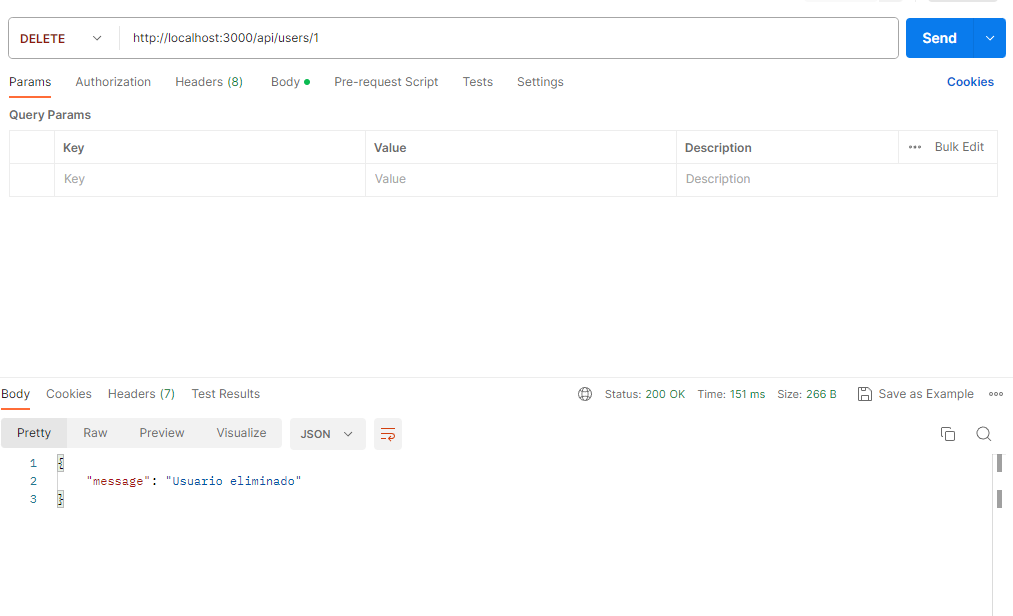 DELETE http://localhost:3000/api/users/1 Send
Params Authorization Headers (8) Body Pre-request Script Tests Settings Cookies
Query Params
Key Value Description ••• Bulk Edit
Key Value Description
Body Cookies Headers (7) Test Results Status: 200 OK Time: 151 ms Size: 266 B Save as Example
Pretty Raw Preview Visualize JSON
1 {
2 "message": "Usuario eliminado"
3 }